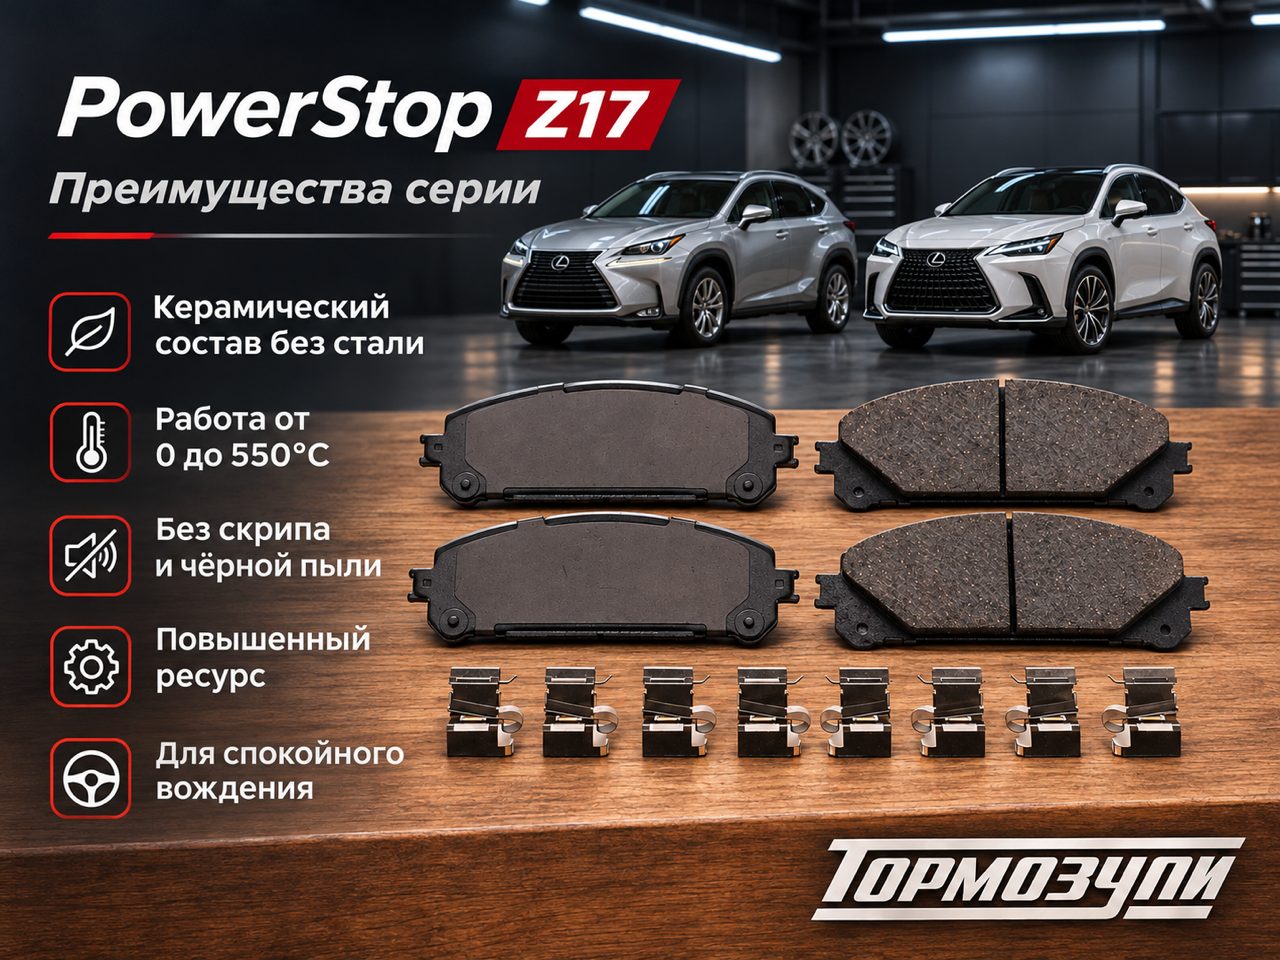 PowerStop Z17
Преимущества серии
Керамический
состав без стали
Работа от
0 до 550°C
Без скрипа
и чёрной пыли
Повышенный
ресурс
Для спокойного
вождения
ТОРМОЗУЛИ